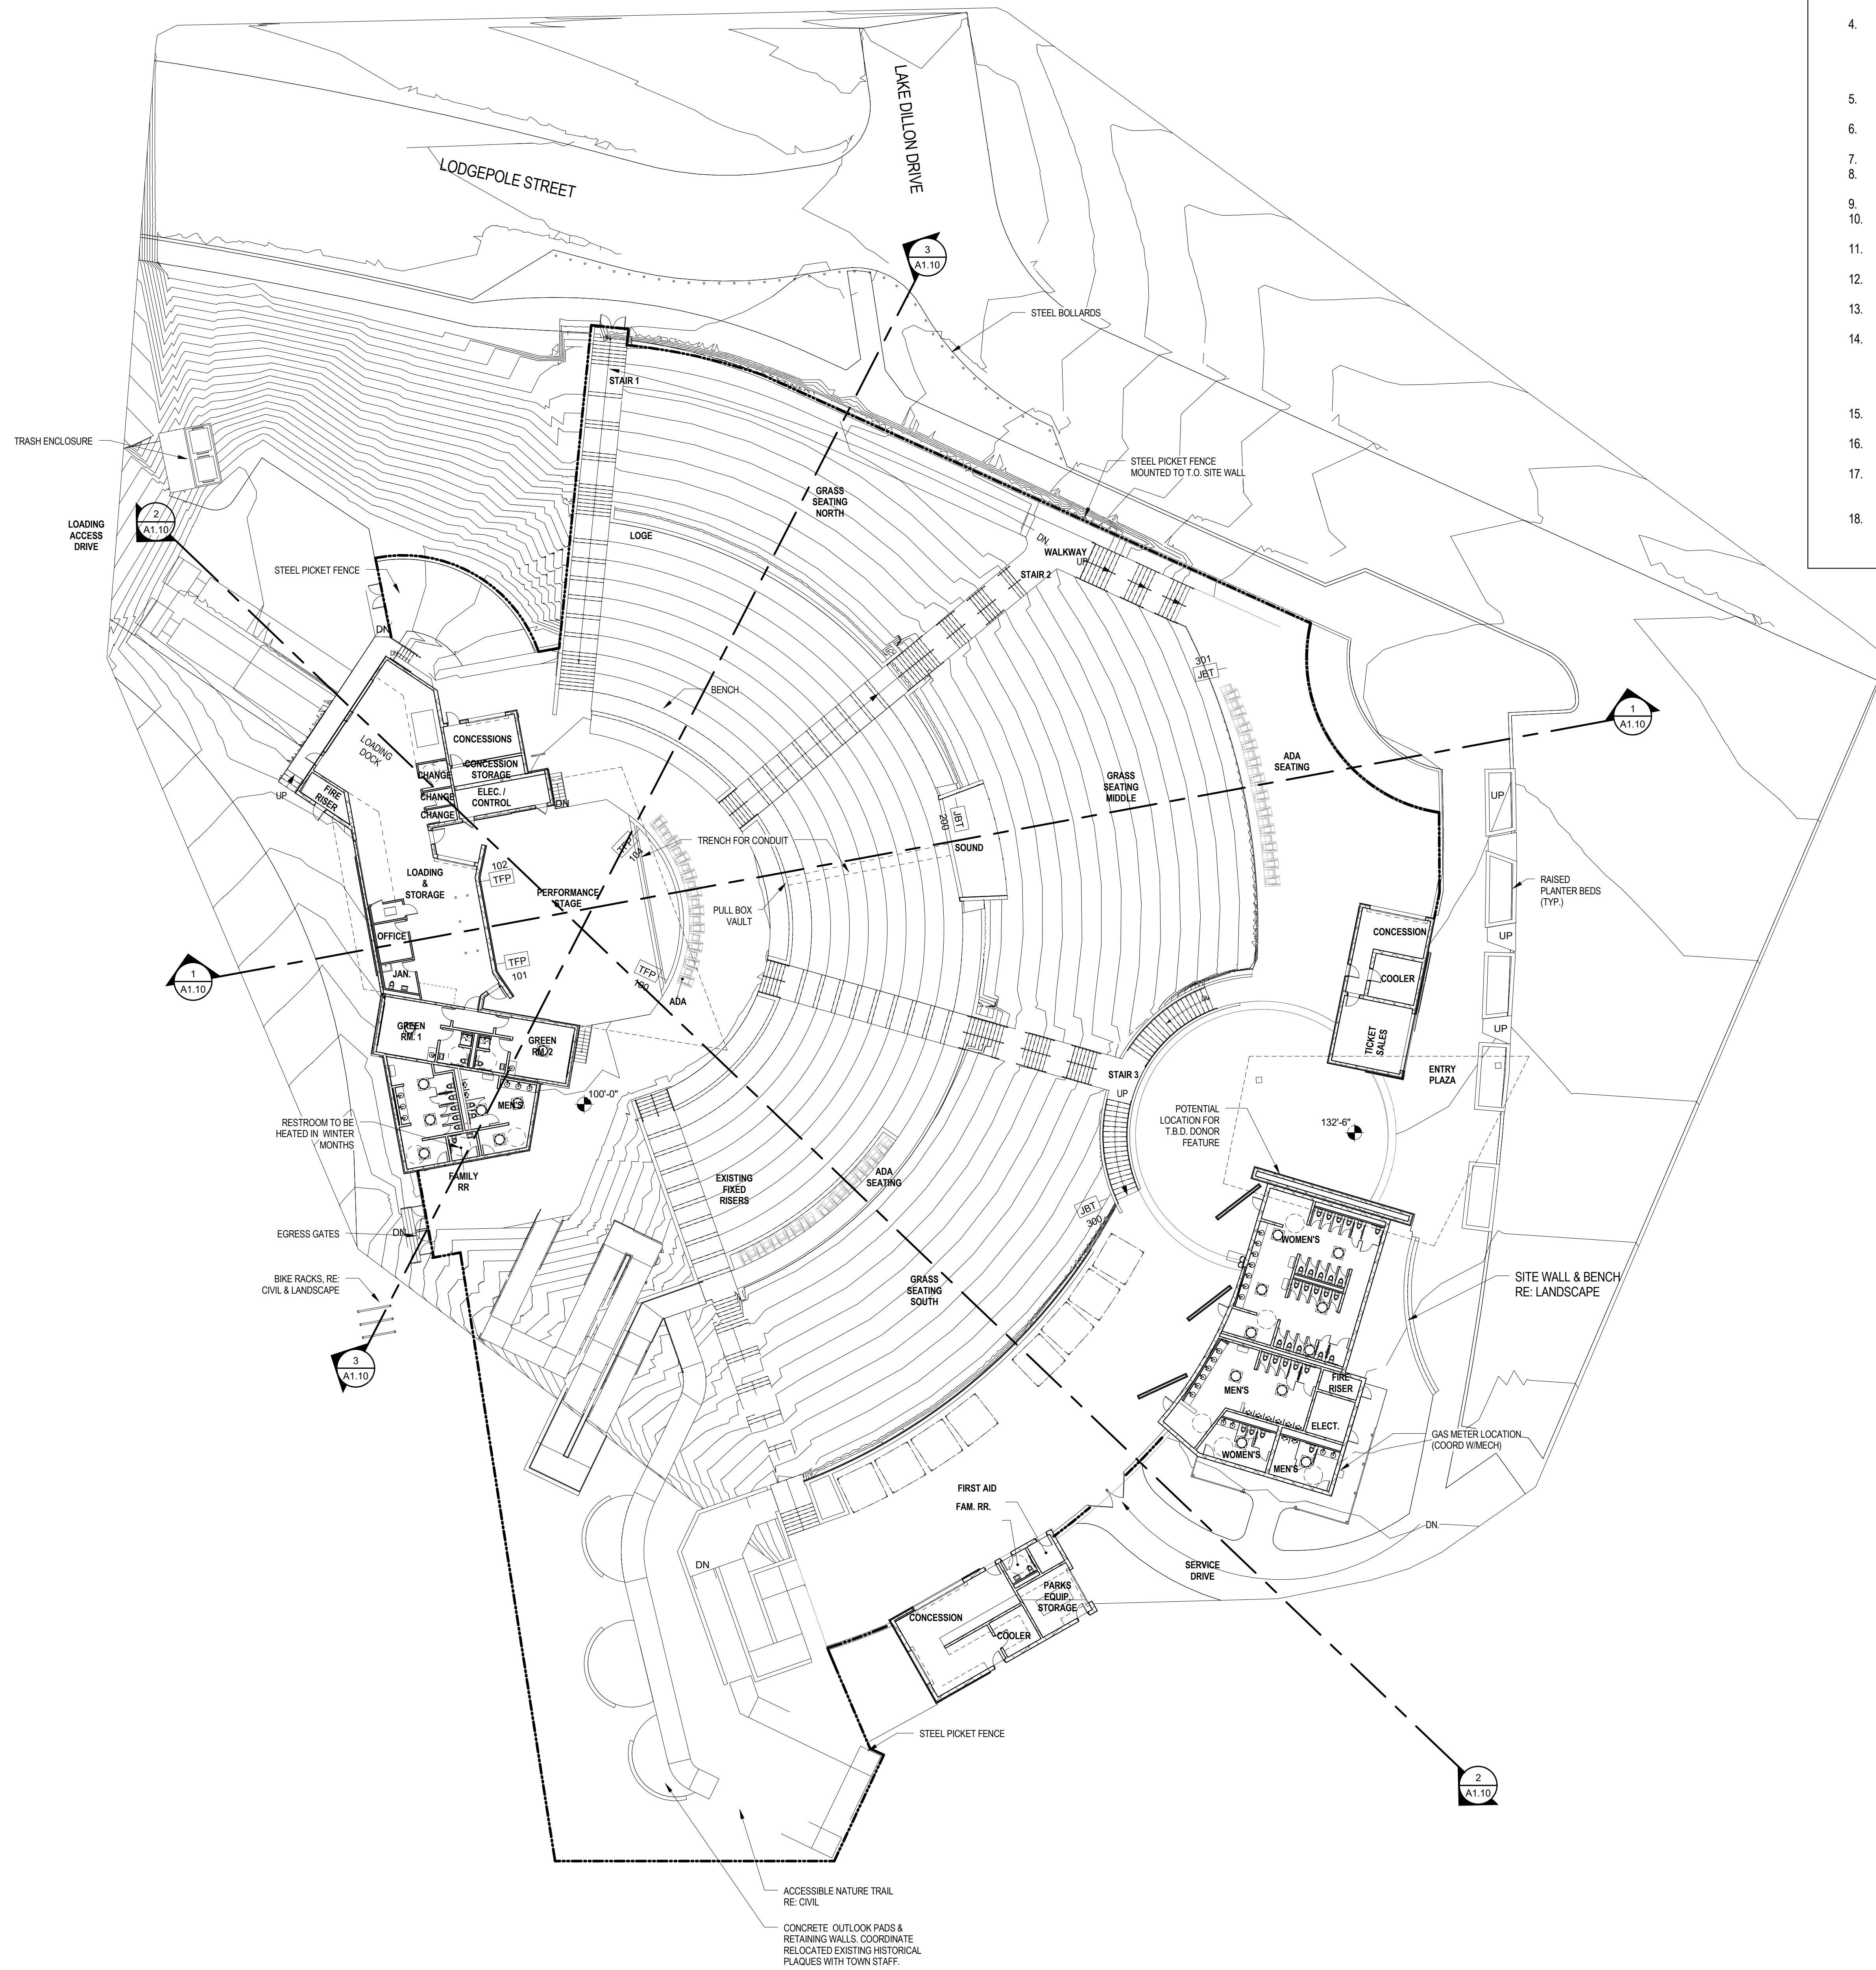 4.
5.
6.
7.
8.
9.
10.
11.
12.
13.
14.
15.
16.
17.
18.
LAKE DILLON DRIVE
LODGEPOLE STREET
3
A1.10
STEEL BOLLARDS
STAIR 1
TRASH ENCLOSURE
STEEL PICKET FENCE
MOUNTED TO T.O. SITE WALL
GRASS
SEATING
NORTH
2
A1.10
LOADING
ACCESS
DRIVE
LOGE
DN.
WALKWAY
UP
STEEL PICKET FENCE
STAIR 2
DN
301
JBT
BENCH
1
A1.10
CONCESSIONS
LOADING
DOCK
CONCESSION
STORAGE
CHANGE
ELEC. /
CONTROL
CHANGE
CHANGE
DN
FIRE
RISER
UP
ADA
SEATING
GRASS
SEATING
MIDDLE
UP
JBT
200
TRENCH FOR CONDUIT
SOUND
TFP
104
102
TFP
LOADING
&
STORAGE
PERFORMANCE
STAGE
RAISED
PLANTER BEDS
(TYP.)
PULL BOX
VAULT
OFFICE
CONCESSION
UP
TFP
101
JAN.
TFP
100
COOLER
1
A1.10
ADA
GREEN
RM. 1
GREEN
RM. 2
UP
TICKET
SALES
STAIR 3
UP
ENTRY
PLAZA
100'-0"
MEN'S
POTENTIAL
LOCATION FOR
T.B.D. DONOR
FEATURE
132'-6"
RESTROOM TO BE
HEATED IN WINTER
MONTHS
FAMILY
RR
EXISTING
FIXED
RISERS
ADA
SEATING
JBT
300
EGRESS GATES
DN
WOMEN'S
BIKE RACKS, RE:
CIVIL & LANDSCAPE
GRASS
SEATING
SOUTH
SITE WALL & BENCH
RE: LANDSCAPE
3
A1.10
MEN'S
FIRE
RISER
ELECT.
GAS METER LOCATION
(COORD W/MECH)
WOMEN'S
MEN'S
FIRST AID
FAM. RR.
DN.
DN
SERVICE
DRIVE
PARKS
EQUIP.
STORAGE
CONCESSION
COOLER
STEEL PICKET FENCE
2
A1.10
ACCESSIBLE NATURE TRAIL
RE: CIVIL
CONCRETE OUTLOOK PADS &
RETAINING WALLS. COORDINATE
RELOCATED EXISTING HISTORICAL
PLAQUES WITH TOWN STAFF.